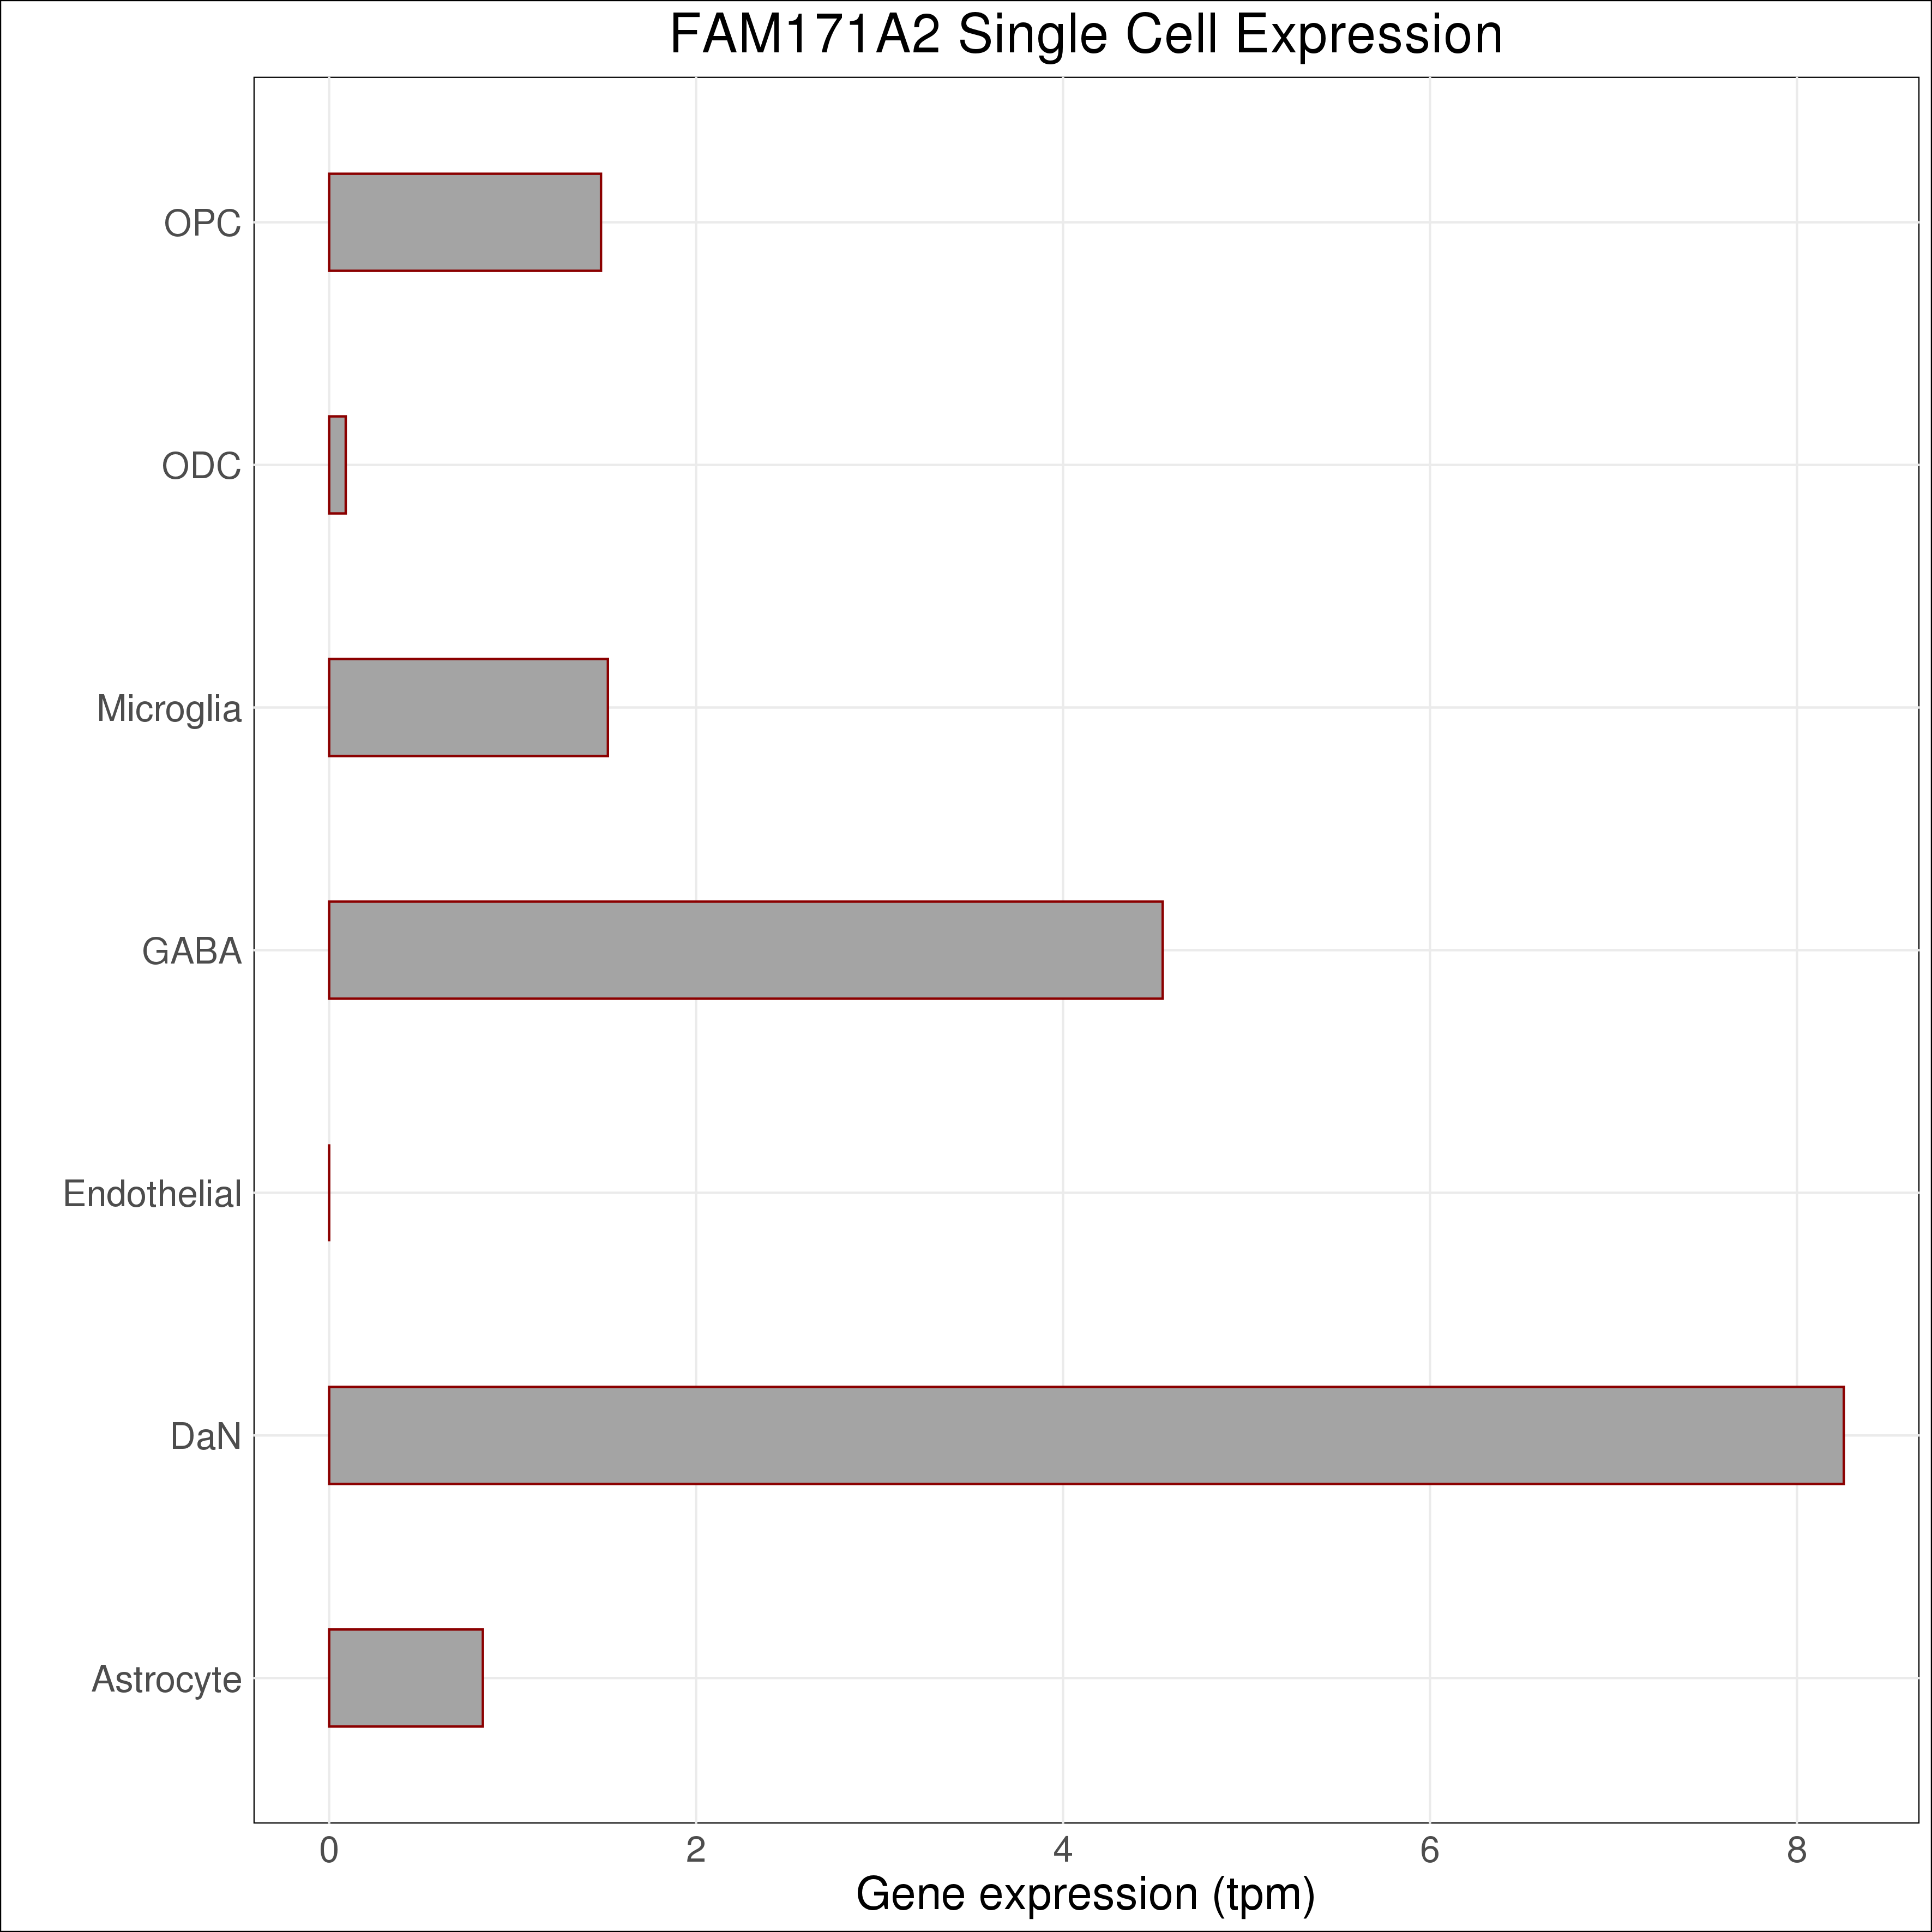 FAM171A2 Single Cell Expression
OPC
ODC
Microglia
GABA
Endothelial
DaN
Astrocyte
0 2 4 6 8
Gene expression (tpm)